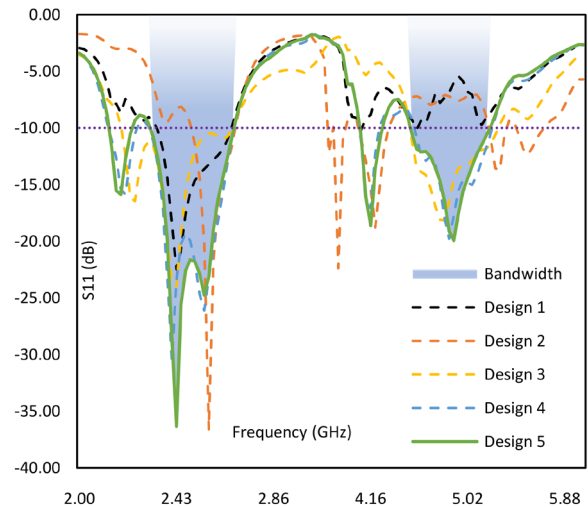 0.00
-5.00
-10.00
-15.00
-20.00
-25.00
-30.00
-35.00
-40.00
S11 (dB)
Bandwidth
Design 1
Design 2
Design 3
Design 4
Design 5
Frequency (GHz)
2.00 2.43 2.86 4.16 5.02 5.88